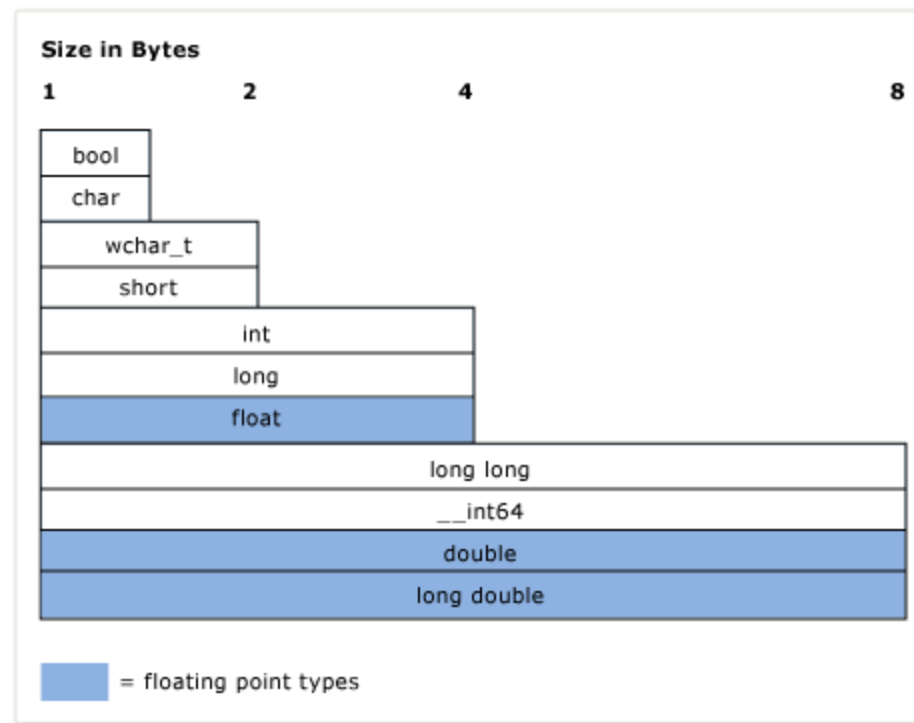 Size in Bytes
1 2 4 8
bool
char
wchar_t
short
int
long
float
long long
__int64
double
long double
= floating point types